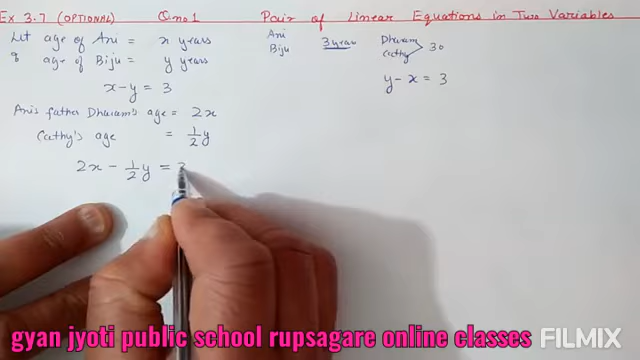 Ex 3.7 (OPTIONAL) Q.no 1 Pair of Linear Equations in Two Variables
Let age of Ani = x years
& age of Biju = y years
x - y = 3
Anis father Dharam's age = 2x
Cathy's age = 1/2 y
2x - 1/2 y = 3
Ani
Biju
3 years
Dharam
Cathy
30
y - x = 3
gyan jyoti public school rupsagare online classes
FILMIX